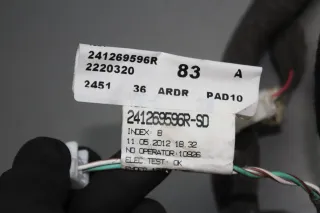 241269596R
2220320 83 A
2451 36 ARDR PAD10
241269596R-SD
INDEX: B
11.05.2012 18:32
NO OPERATOR: 10926
ELEC TEST: OK